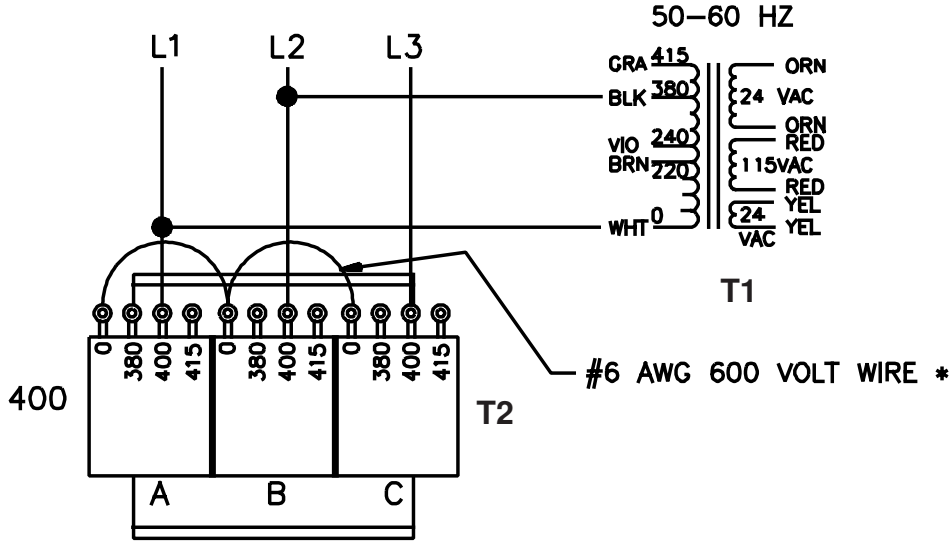 50-60 HZ
L1
L2
L3
GRA 415
ORN
BLK 380
24 VAC
ORN
VIO 240
RED
BRN 220
115VAC
RED
YEL
WHT 0
24
VAC
YEL
T1
0 380 400 415 0 380 400 415 0 380 400 415
#6 AWG 600 VOLT WIRE *
400
T2
A B C